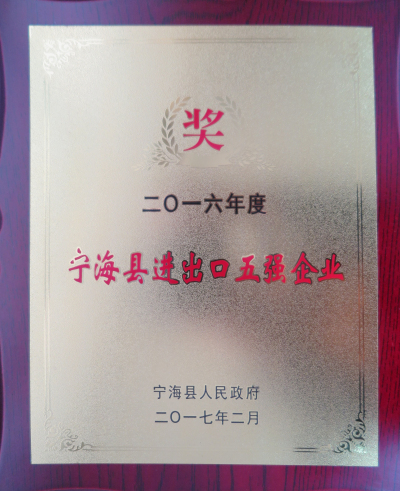 奖
二〇一六年度
宁海县进出口五强企业
宁海县人民政府
二〇一七年二月